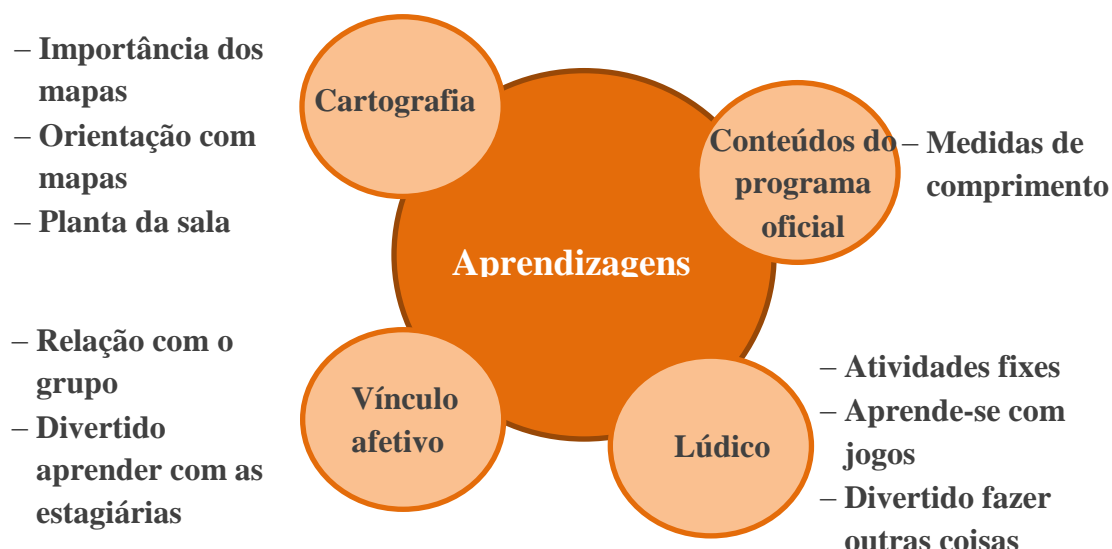 – Importância dos
mapas
– Orientação com
mapas
– Planta da sala
Cartografia
Conteúdos do
programa
oficial
– Medidas de
comprimento
Aprendizagens
– Relação com o
grupo
– Divertido
aprender com as
estagiárias
Vínculo
afetivo
Lúdico
– Atividades fixes
– Aprende-se com
jogos
– Divertido fazer
outras coisas